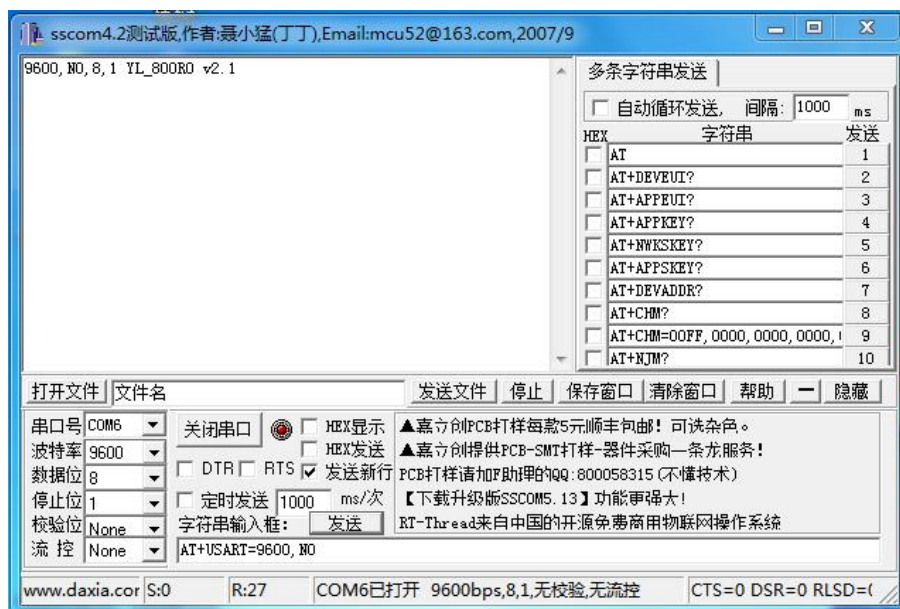 sscom4.2测试版,作者:聂小猛(丁丁),Email:mcu52@163.com,2007/9
9600,N0,8,1 YL_800R0 v2.1
多条字符串发送
自动循环发送, 间隔: 1000 ms
HEX 字符串 发送
AT 1
AT+DEVEUI? 2
AT+APPEUI? 3
AT+APPKEY? 4
AT+NWKSKEY? 5
AT+APPSKEY? 6
AT+DEVADDR? 7
AT+CHM? 8
AT+CHM=00FF,0000,0000,0000, 9
AT+NJM? 10
打开文件 文件名 发送文件 停止 保存窗口 清除窗口 帮助 一 隐藏
串口号 COM6 关闭串口 HEX显示 ▲嘉立创PCB打样每款5元顺丰包邮!可选杂色。
波特率 9600 HEX发送 ▲嘉立创提供PCB-SMT打样-器件采购一条龙服务!
数据位 8 DTR RTS 发送新行 PCB打样请加F助理的QQ:800058315(不懂技术)
停止位 1 定时发送 1000 ms/次 【下载升级版SSCOM5.13】功能更强大!
校验位 None 字符串输入框: 发送 RT-Thread来自中国的开源免费商用物联网操作系统
流 控 None AT+USART=9600,N0
www.daxia.cor S:0 R:27 COM6已打开 9600bps,8,1,无校验,无流控 CTS=0 DSR=0 RLSD=(